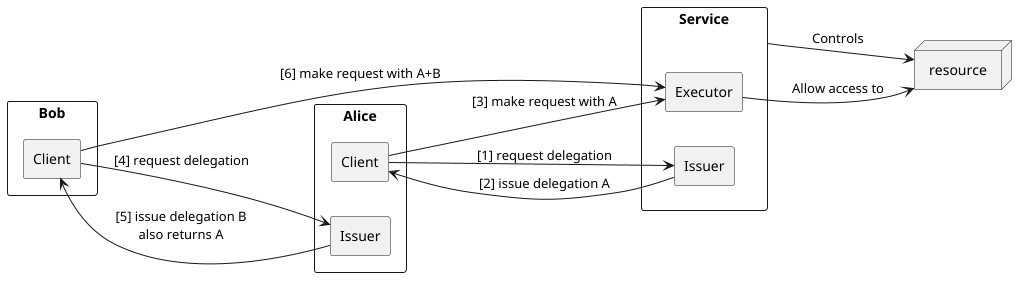 Service
Controls
resource
[6] make request with A+B
Executor
Allow access to
[3] make request with A
Bob
Alice
Client
[4] request delegation
Client
[1] request delegation
Issuer
[2] issue delegation A
[5] issue delegation B
also returns A
Issuer